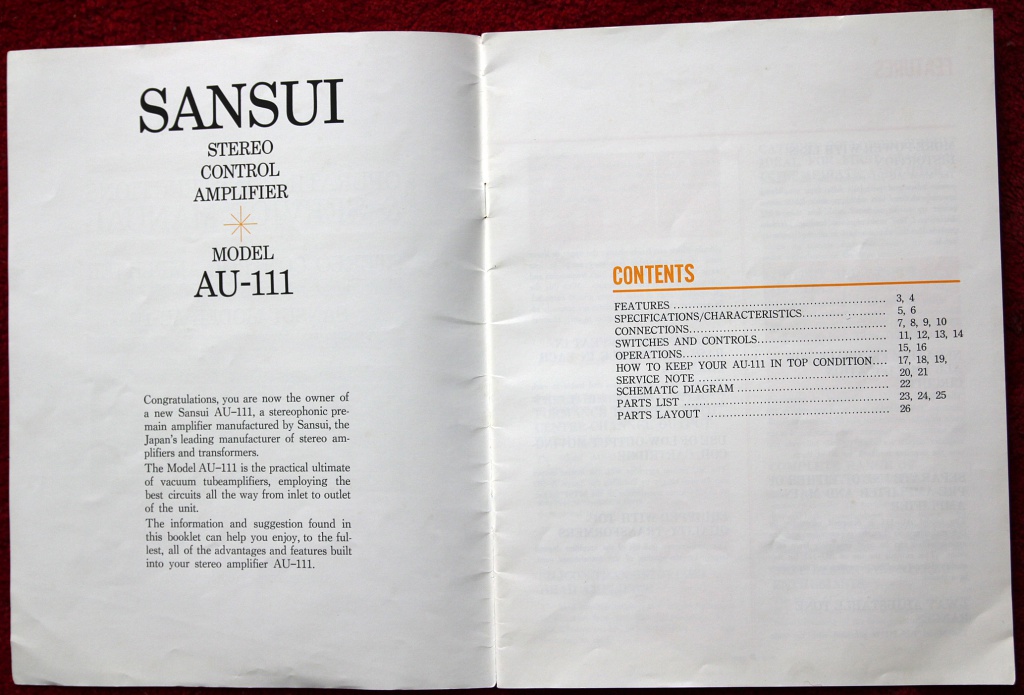 SANSUI
STEREO
CONTROL
AMPLIFIER
MODEL
AU-111
Congratulations, you are now the owner of
a new Sansui AU–111, a stereophonic pre-
main amplifier manufactured by Sansui, the
Japan's leading manufacturer of stereo am-
plifiers and transformers.
The Model AU–111 is the practical ultimate
of vacuum tubeamplifiers, employing the
best circuits all the way from inlet to outlet
of the unit.
The information and suggestion found in
this booklet can help you enjoy, to the ful-
lest, all of the advantages and features built
into your stereo amplifier AU–111.
CONTENTS
FEATURES ........................................................ 3, 4
SPECIFICATIONS/CHARACTERISTICS..................... 5, 6
CONNECTIONS.................................................... 7, 8, 9, 10
SWITCHES AND CONTROLS.................................. 11, 12, 13, 14
OPERATIONS...................................................... 15, 16
HOW TO KEEP YOUR AU-111 IN TOP CONDITION.... 17, 18, 19,
SERVICE NOTE .................................................. 20, 21
SCHEMATIC DIAGRAM ........................................ 22
PARTS LIST ...................................................... 23, 24, 25
PARTS LAYOUT ................................................ 26